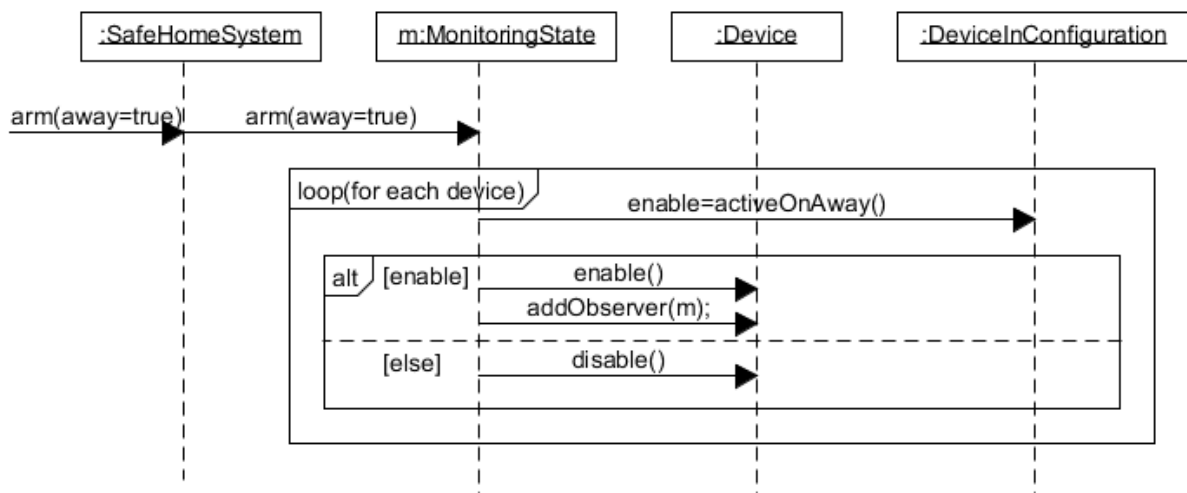 :SafeHomeSystem
m:MonitoringState
:Device
:DeviceInConfiguration
arm(away=true)
arm(away=true)
loop(for each device)
enable=activeOnAway()
alt
[enable]
enable()
addObserver(m);
[else]
disable()